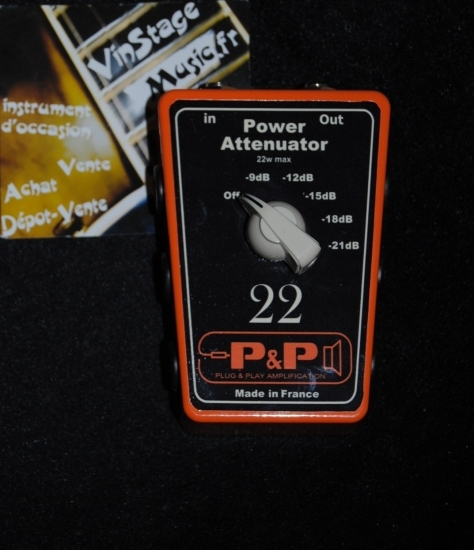 VinStage
Music.fr
instrument
d'occasion
Vente
Achat
Dépot-Vente
in Out
Power
Attenuator
22w max
-9dB -12dB
Off -15dB
-18dB
-21dB
22
P&P
PLUG & PLAY AMPLIFICATION
Made in France